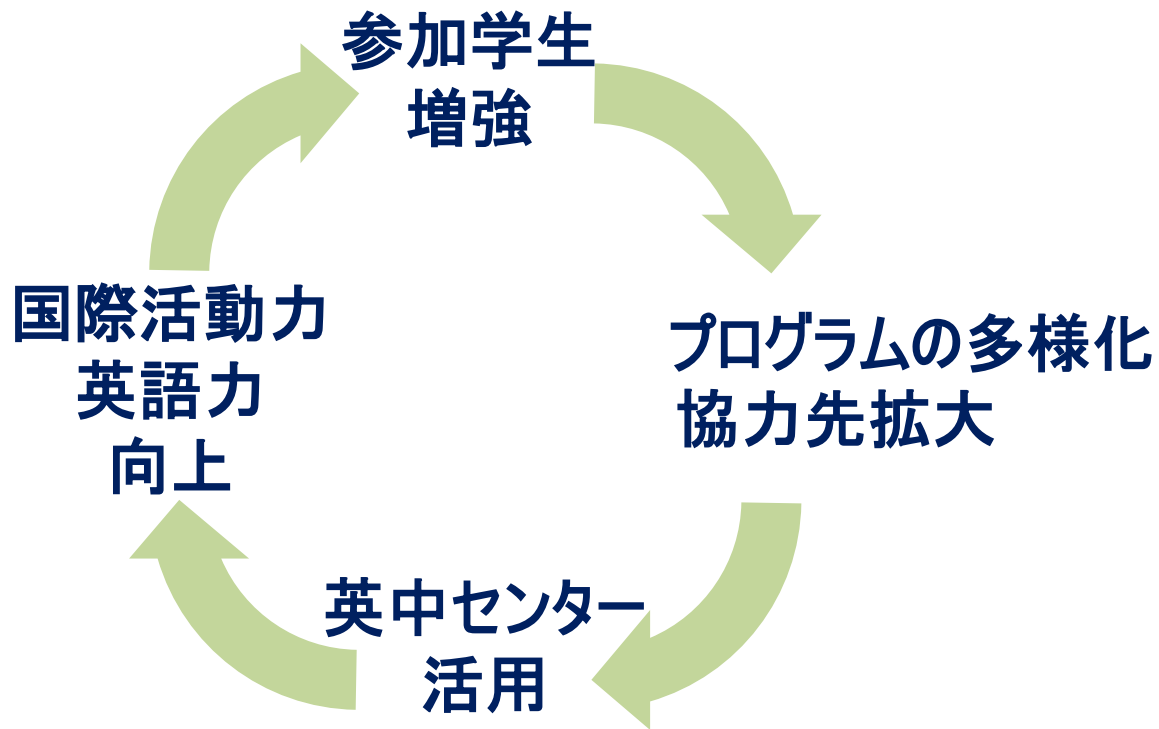 参加学生
増強
プログラムの多様化
協力先拡大
英中センター
活用
国際活動力
英語力
向上